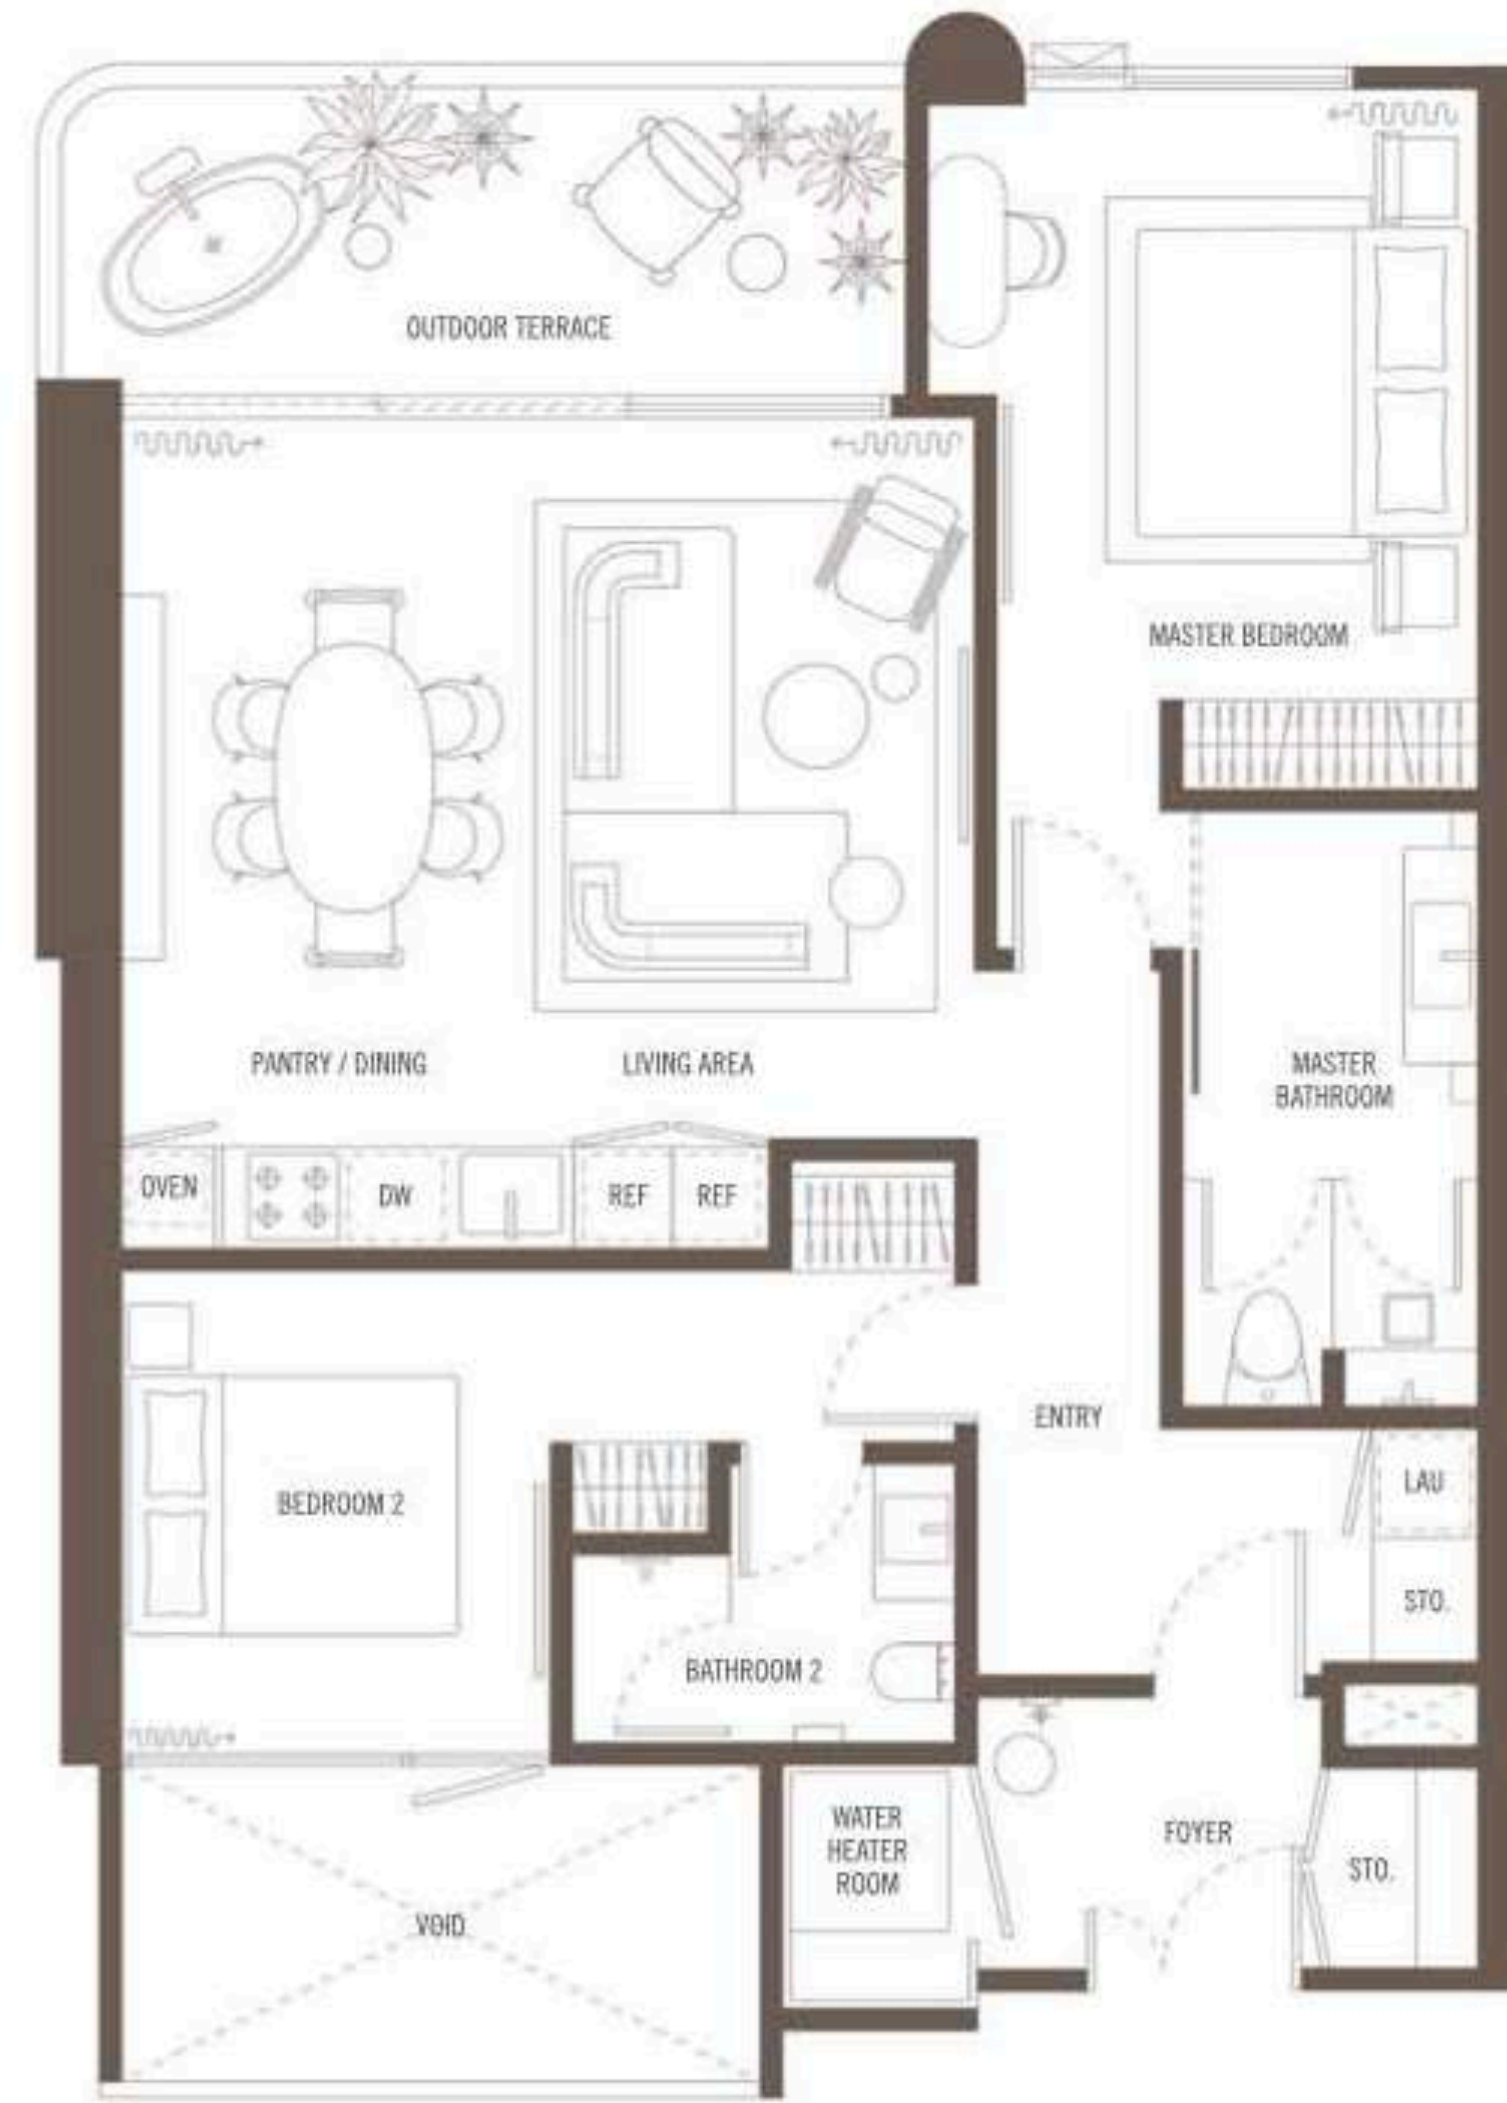 OUTDOOR TERRACE
MASTER BEDROOM
PANTRY / DINING
LIVING AREA
MASTER
BATHROOM
OVEN
DW
REF
REF
ENTRY
BEDROOM 2
LAU
STO.
BATHROOM 2
WATER
HEATER
ROOM
FOYER
STO.
VOID